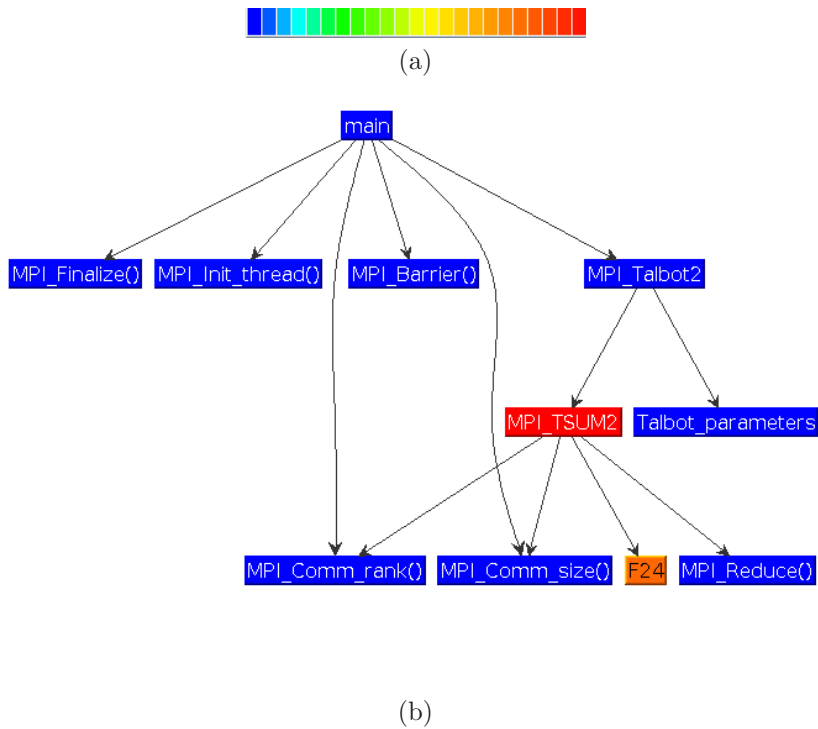 (a)
main
MPI_Finalize() MPI_Init_thread() MPI_Barrier() MPI_Talbot2
MPI_TSUM2 Talbot_parameters
MPI_Comm_rank() MPI_Comm_size() F24 MPI_Reduce()
(b)